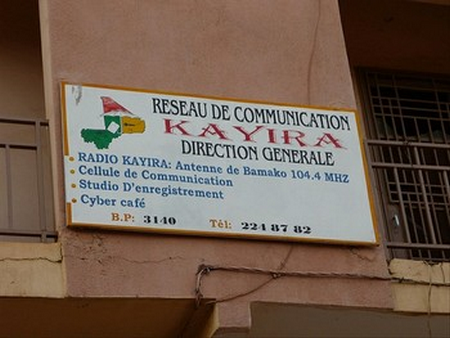 RESEAU DE COMMUNICATION
KAYIRA
DIRECTION GENERALE
• RADIO KAYIRA: Antenne de Bamako 104.4 MHZ
• Cellule de Communication
• Studio D'enregistrement
• Cyber café
B.P: 3140 Tél: 224 87 82